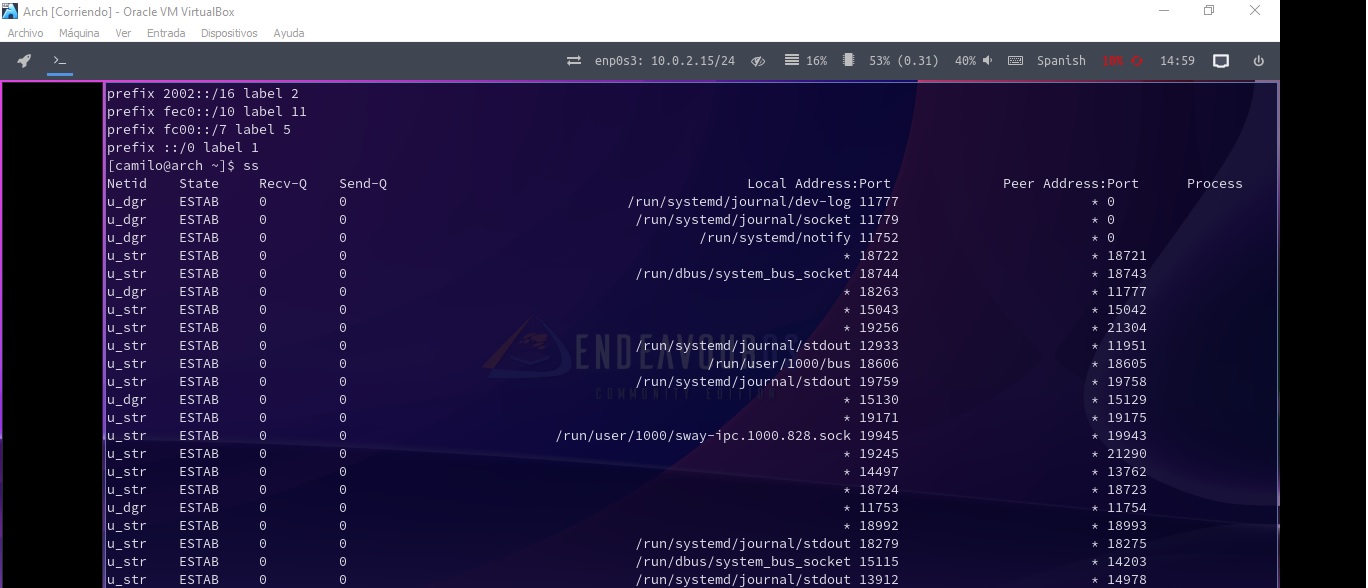 Arch [Corriendo] - Oracle VM VirtualBox
Archivo Máquina Ver Entrada Dispositivos Ayuda
enp0s3: 10.0.2.15/24 16% 53% (0.31) 40% Spanish 14:59
prefix 2002::/16 label 2
prefix fec0::/10 label 11
prefix fc00::/7 label 5
prefix ::/0 label 1
[camilo@arch ~]$ ss
Netid State Recv-Q Send-Q Local Address:Port Peer Address:Port Process
u_dgr ESTAB 0 0 /run/systemd/journal/dev-log 11777 * 0
u_dgr ESTAB 0 0 /run/systemd/journal/socket 11779 * 0
u_dgr ESTAB 0 0 /run/systemd/notify 11752 * 0
u_str ESTAB 0 0 * 18722 * 18721
u_str ESTAB 0 0 /run/dbus/system_bus_socket 18744 * 18743
u_dgr ESTAB 0 0 * 18263 * 11777
u_str ESTAB 0 0 * 15043 * 15042
u_str ESTAB 0 0 * 19256 * 21304
u_str ESTAB 0 0 /run/systemd/journal/stdout 12933 * 11951
u_str ESTAB 0 0 /run/user/1000/bus 18606 * 18605
u_str ESTAB 0 0 /run/systemd/journal/stdout 19759 * 19758
u_dgr ESTAB 0 0 * 15130 * 15129
u_str ESTAB 0 0 * 19171 * 19175
u_str ESTAB 0 0 /run/user/1000/sway-ipc.1000.828.sock 19945 * 19943
u_str ESTAB 0 0 * 19245 * 21290
u_str ESTAB 0 0 * 14497 * 13762
u_str ESTAB 0 0 * 18724 * 18723
u_dgr ESTAB 0 0 * 11753 * 11754
u_str ESTAB 0 0 * 18992 * 18993
u_str ESTAB 0 0 /run/systemd/journal/stdout 18279 * 18275
u_str ESTAB 0 0 /run/dbus/system_bus_socket 15115 * 14203
u_str ESTAB 0 0 /run/systemd/journal/stdout 13912 * 14978
COMMUNITY EDITION